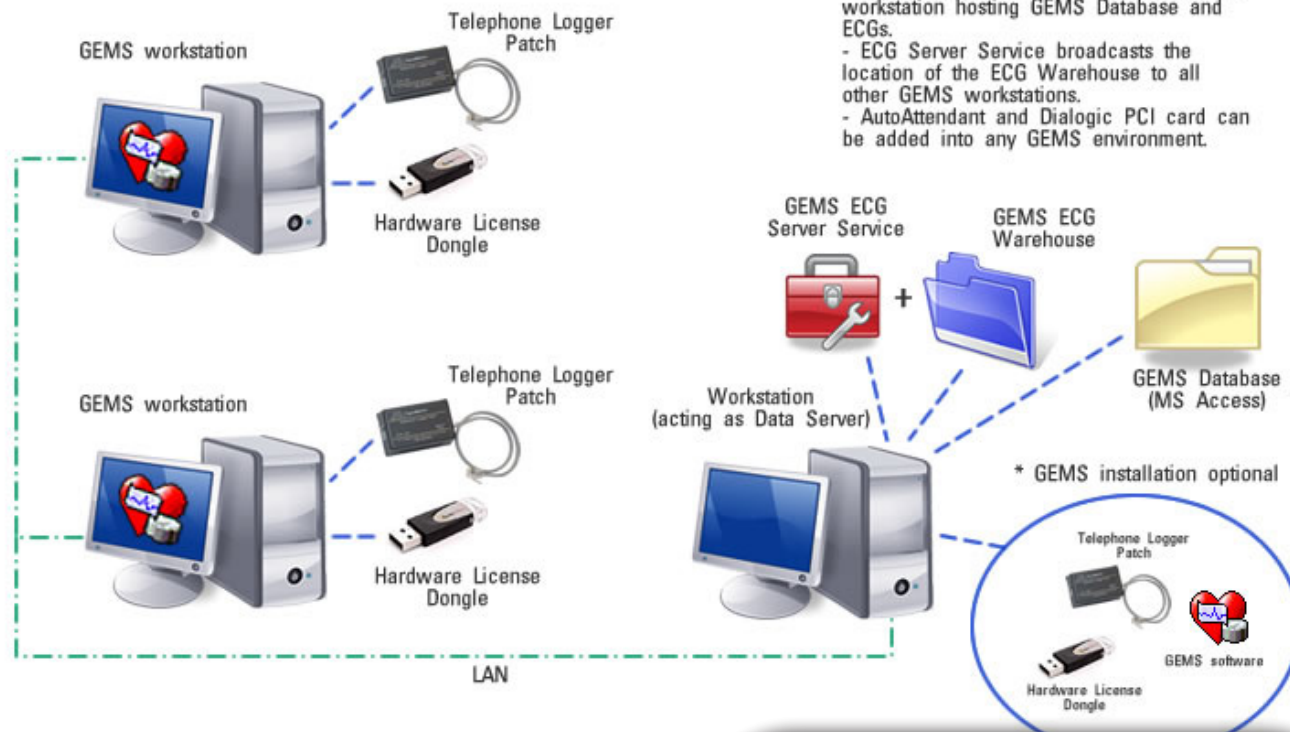 workstation hosting GEMS Database and
ECGs.
- ECG Server Service broadcasts the
location of the ECG Warehouse to all
other GEMS workstations.
- AutoAttendant and Dialogic PCI card can
be added into any GEMS environment.
GEMS workstation
Telephone Logger
Patch
Hardware License
Dongle
GEMS ECG
Server Service
+
GEMS ECG
Warehouse
GEMS Database
(MS Access)
GEMS workstation
Telephone Logger
Patch
Hardware License
Dongle
Workstation
(acting as Data Server)
* GEMS installation optional
Telephone Logger
Patch
GEMS software
Hardware License
Dongle
LAN